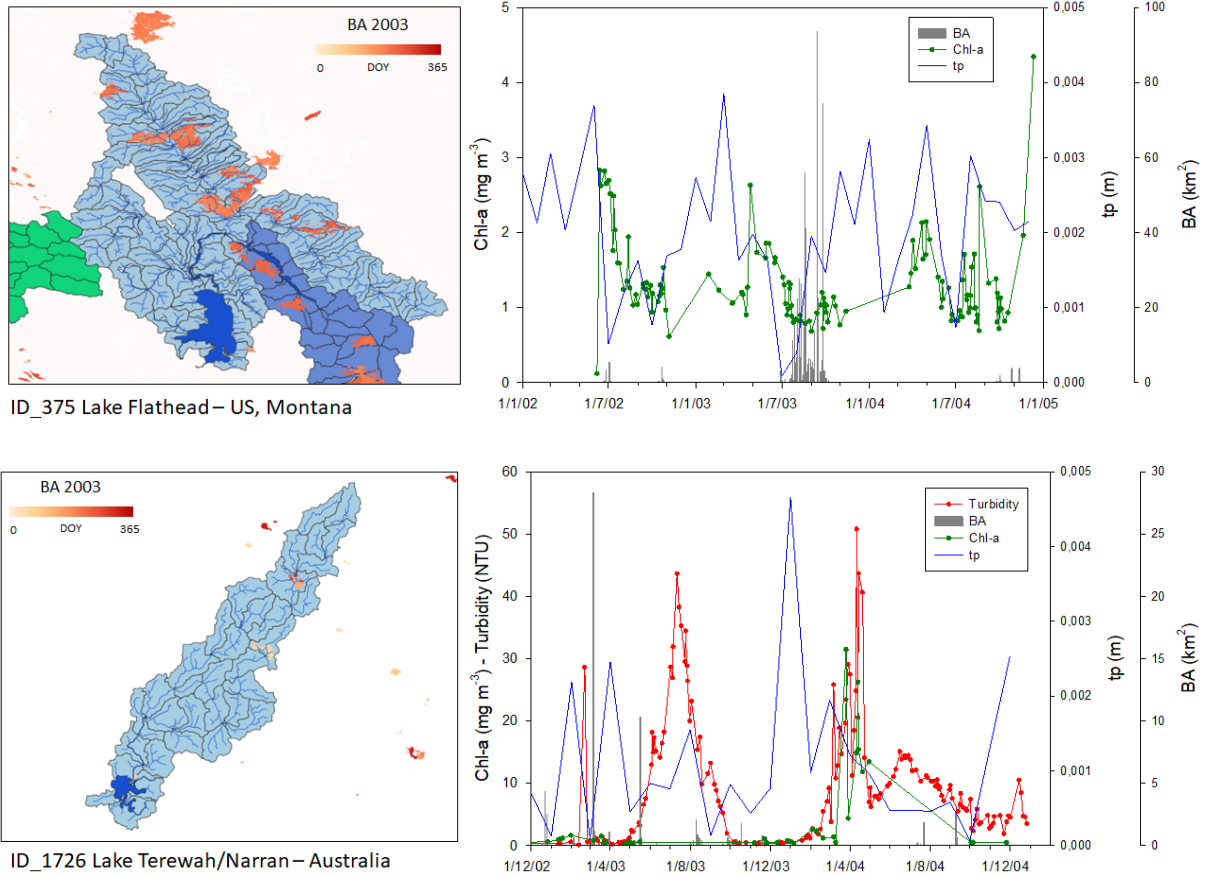 BA 2003
0 DOY 365
ID_375 Lake Flathead – US, Montana
Chl-a (mg m-3)
5
4
3
2
1
0
BA
Chl-a
tp
0,005
0,004
0,003
0,002
0,001
0,000
tp (m)
100
80
60
40
20
0
BA (km2)
1/1/02 1/7/02 1/1/03 1/7/03 1/1/04 1/7/04 1/1/05
BA 2003
0 DOY 365
ID_1726 Lake Terewah/Narran – Australia
Chl-a (mg m-3) - Turbidity (NTU)
60
50
40
30
20
10
0
Turbidity
BA
Chl-a
tp
0,005
0,004
0,003
0,002
0,001
0,000
tp (m)
30
25
20
15
10
5
0
BA (km2)
1/12/02 1/4/03 1/8/03 1/12/03 1/4/04 1/8/04 1/12/04